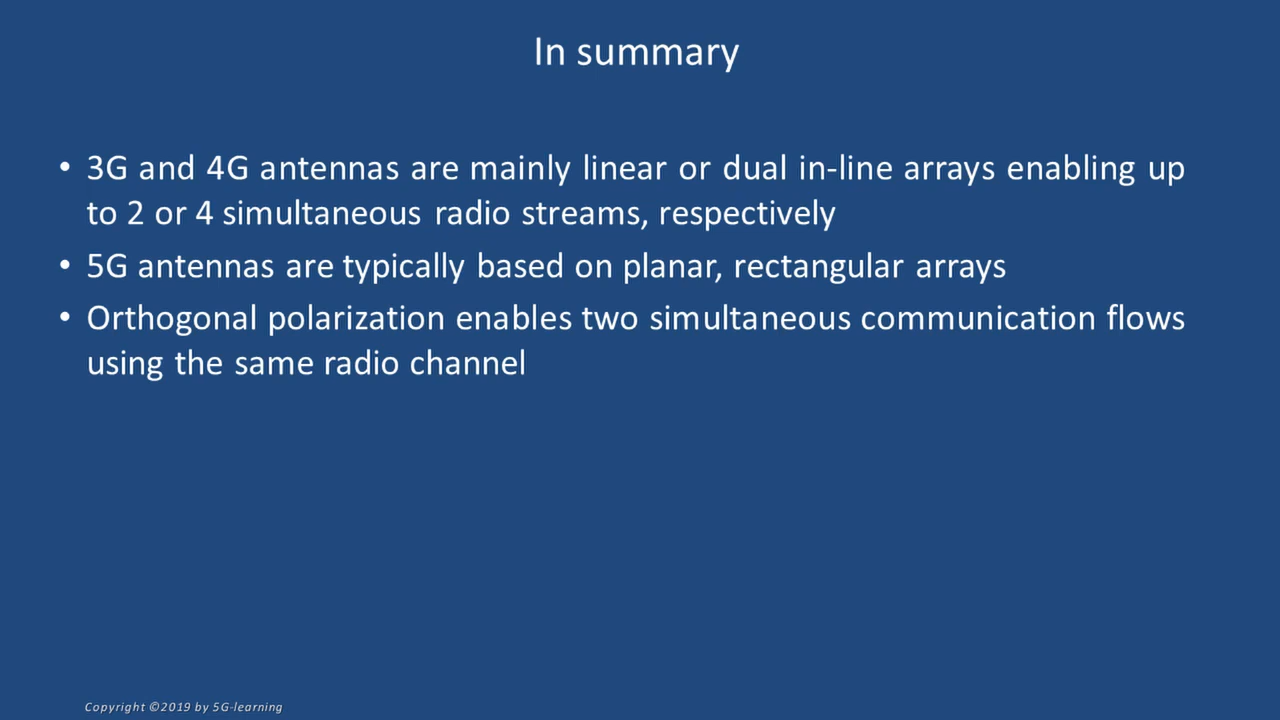 In summary
• 3G and 4G antennas are mainly linear or dual in-line arrays enabling up
to 2 or 4 simultaneous radio streams, respectively
• 5G antennas are typically based on planar, rectangular arrays
• Orthogonal polarization enables two simultaneous communication flows
using the same radio channel
Copyright ©2019 by 5G-learning